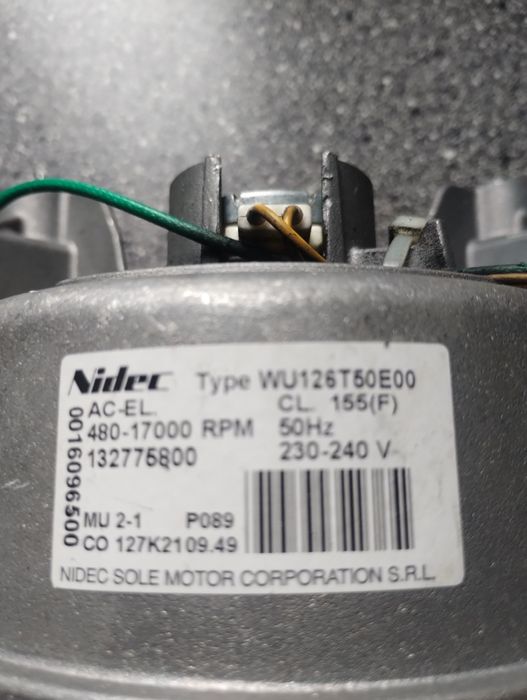 Nidec Type WU126T50E00
AC-EL. CL. 155(F)
480-17000 RPM 50Hz
132775800 230-240 V
0016096500
MU 2-1 P089
CO 127K2109.49
NIDEC SOLE MOTOR CORPORATION S.R.L.